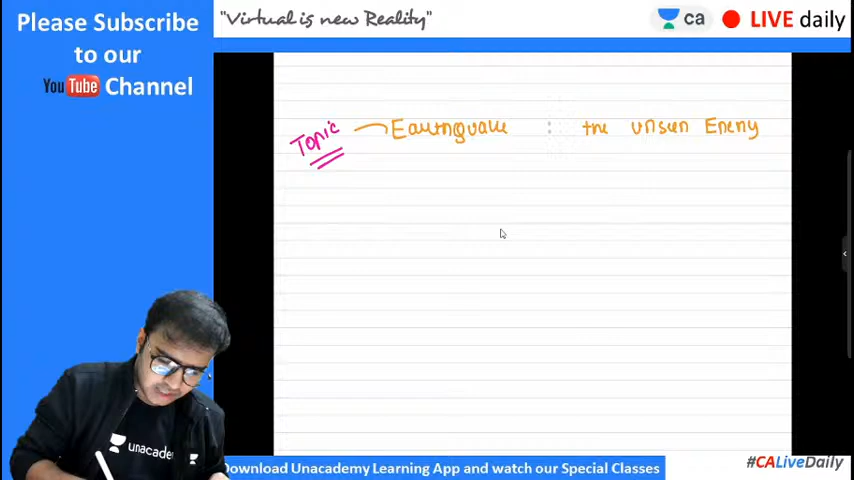 Please Subscribe
to our
YouTube Channel
"Virtual is new Reality"
ca
LIVE daily
Topic Earthquake : the unseen Enemy
unacademy
Download Unacademy Learning App and watch our Special Classes
#CALiveDaily